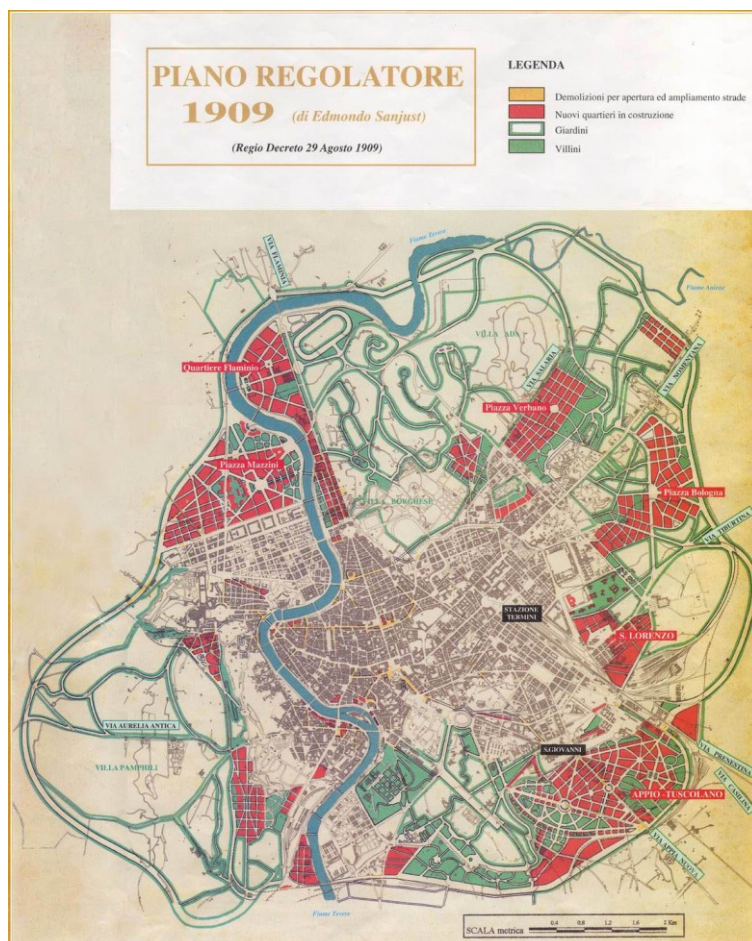 PIANO REGOLATORE
1909 (di Edmondo Sanjust)
(Regio Decreto 29 Agosto 1909)
LEGENDA
Demolizioni per apertura ed ampliamento strade
Nuovi quartieri in costruzione
Giardini
Villini
Fiume Tevere
VIA FLAMINIA
Fiume Aniene
VILLA ADA
VIA SALARIA
VIA NOMENTANA
Quartiere Flaminio
Piazza Verbano
Piazza Mazzini
Piazza Bologna
VILLA BORGHESE
VIA TIBURTINA
STAZIONE
TERMINI
S. LORENZO
VIA AURELIA ANTICA
S.GIOVANNI
VIA PRENESTINA
VILLA PAMPHILI
VIA CASILINA
APPIO -TUSCOLANO
VIA APPIA NUOVA
Fiume Tevere
SCALA metrica
0,4 0,8 1,2 1,6 2 Km